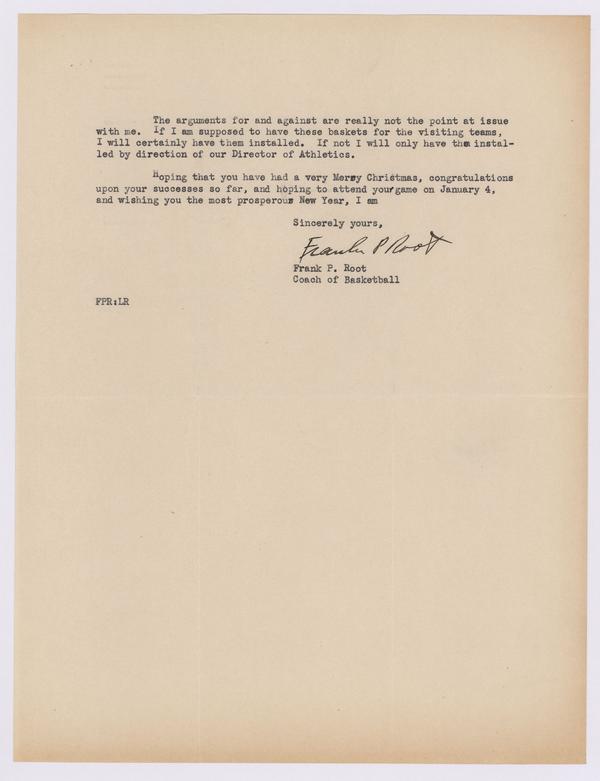 The arguments for and against are really not the point at issue
with me. If I am supposed to have these baskets for the visiting teams,
I will certainly have them installed. If not I will only have them instal-
led by direction of our Director of Athletics.
Hoping that you have had a very Merry Christmas, congratulations
upon your successes so far, and hoping to attend your game on January 4,
and wishing you the most prosperous New Year, I am
Sincerely yours,
Frank P. Root
Frank P. Root
Coach of Basketball
FPR:LR